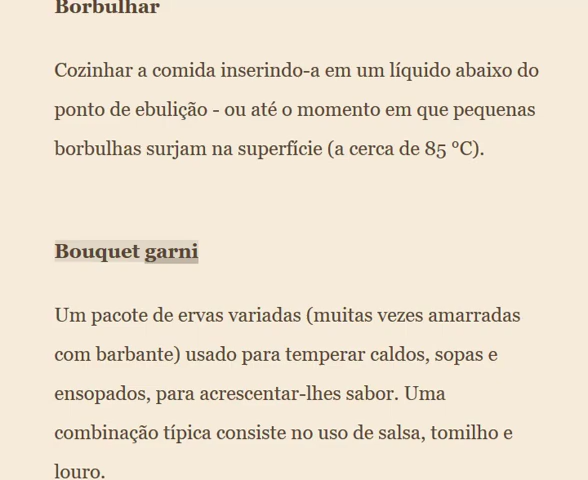 Borbulhar
Cozinhar a comida inserindo-a em um líquido abaixo do
ponto de ebulição - ou até o momento em que pequenas
borbulhas surjam na superfície (a cerca de 85 °C).
Bouquet garni
Um pacote de ervas variadas (muitas vezes amarradas
com barbante) usado para temperar caldos, sopas e
ensopados, para acrescentar-lhes sabor. Uma
combinação típica consiste no uso de salsa, tomilho e
louro.